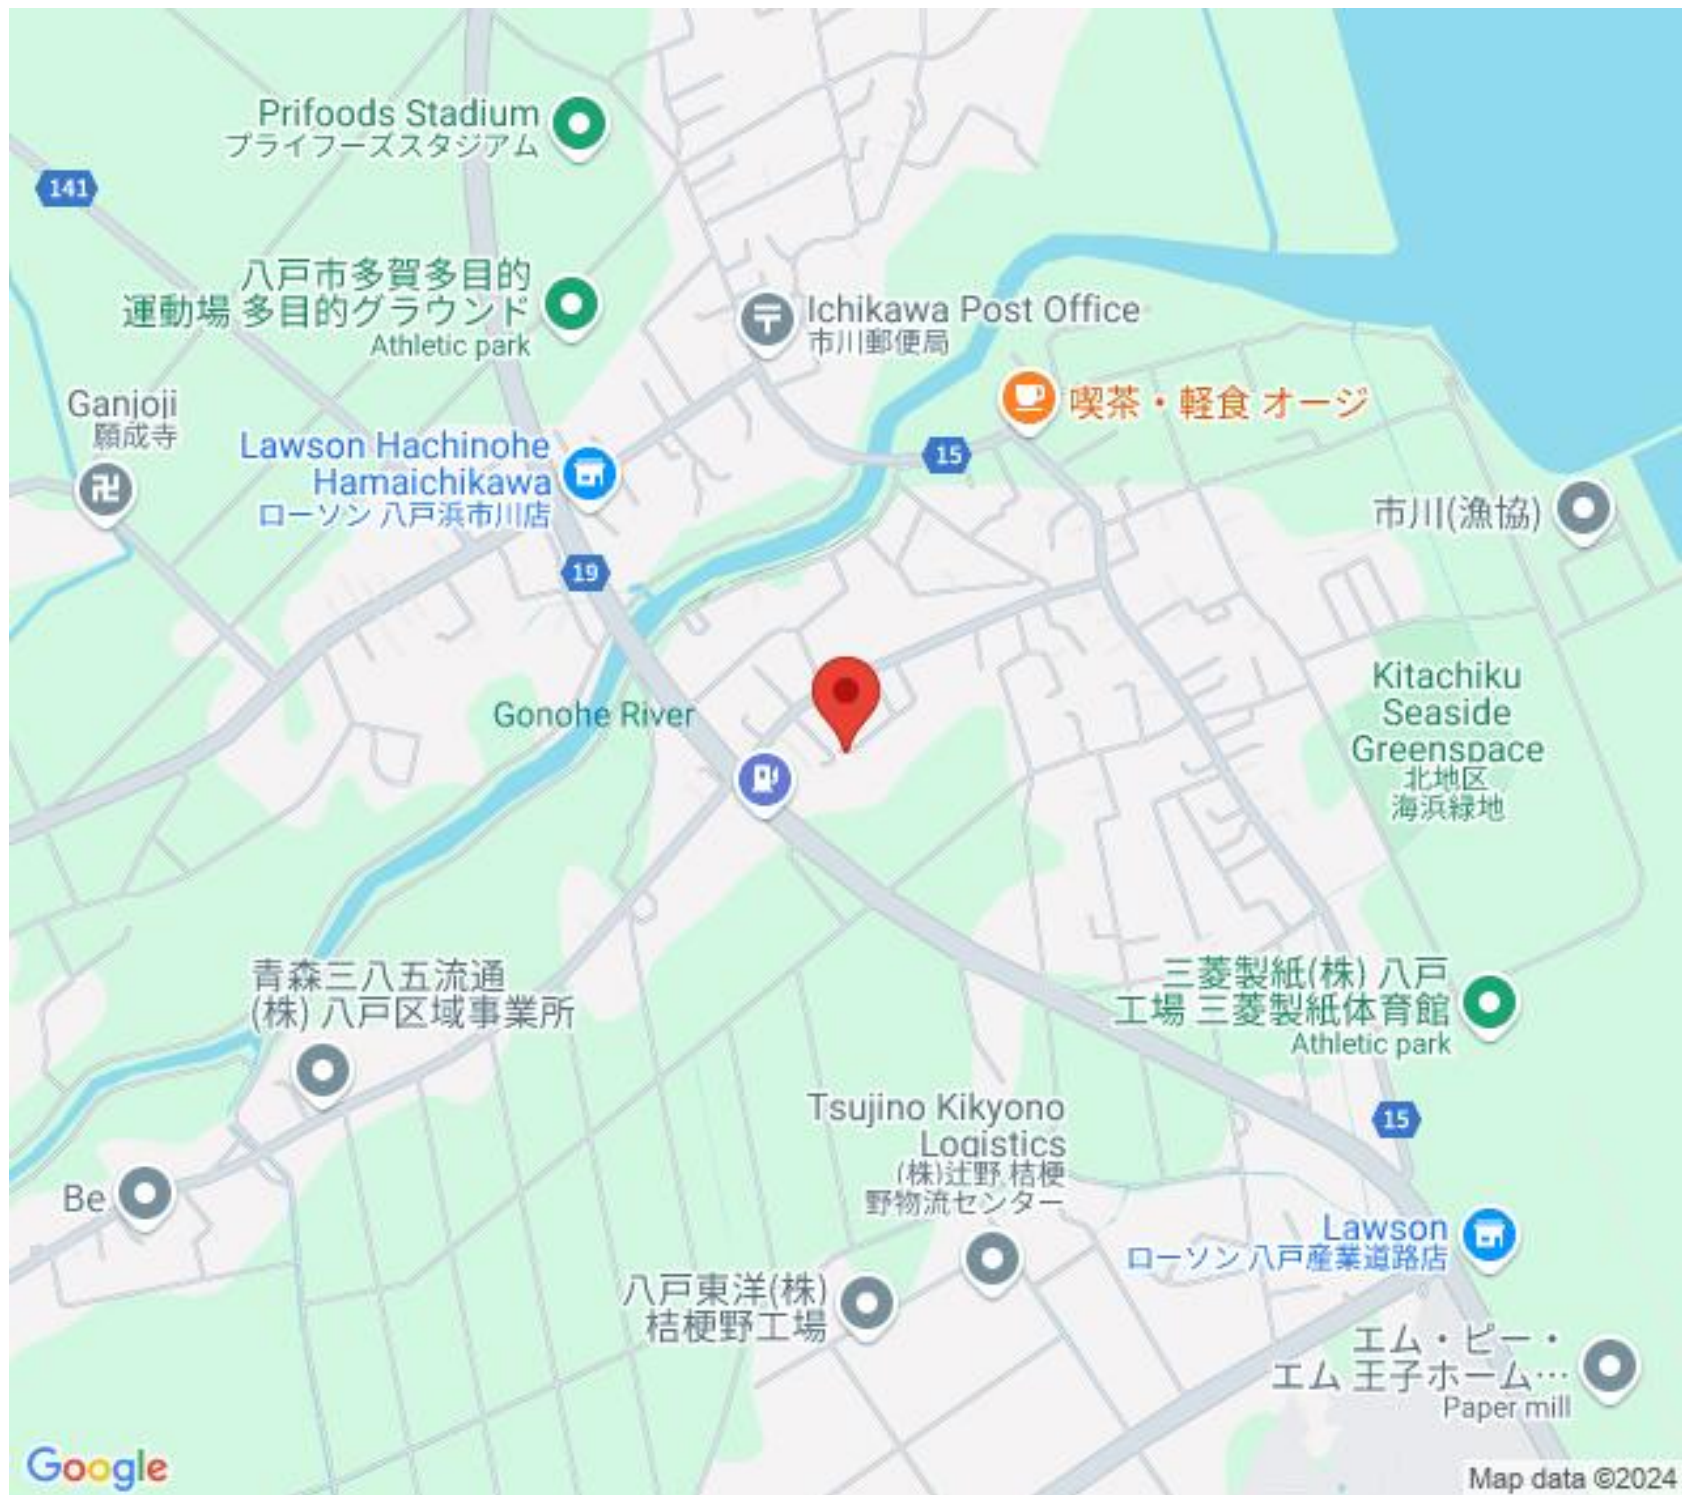 Prifoods Stadium
プライフーズスタジアム
141
八戸市多賀多目的
運動場 多目的グラウンド
Athletic park
Ichikawa Post Office
市川郵便局
Ganjoji
願成寺
喫茶・軽食 オージ
Lawson Hachinohe
Hamaichikawa
ローソン 八戸浜市川店
15
市川(漁協)
19
Gonohe River
Kitachiku
Seaside
Greenspace
北地区
海浜緑地
青森三八五流通
(株) 八戸区域事業所
三菱製紙(株) 八戸
工場 三菱製紙体育館
Athletic park
Tsujino Kikyono
Logistics
(株)辻野 桔梗
野物流センター
15
Be
Lawson
ローソン 八戸産業道路店
八戸東洋(株)
桔梗野工場
エム・ピー・
エム 王子ホーム…
Paper mill
Google
Map data ©2024